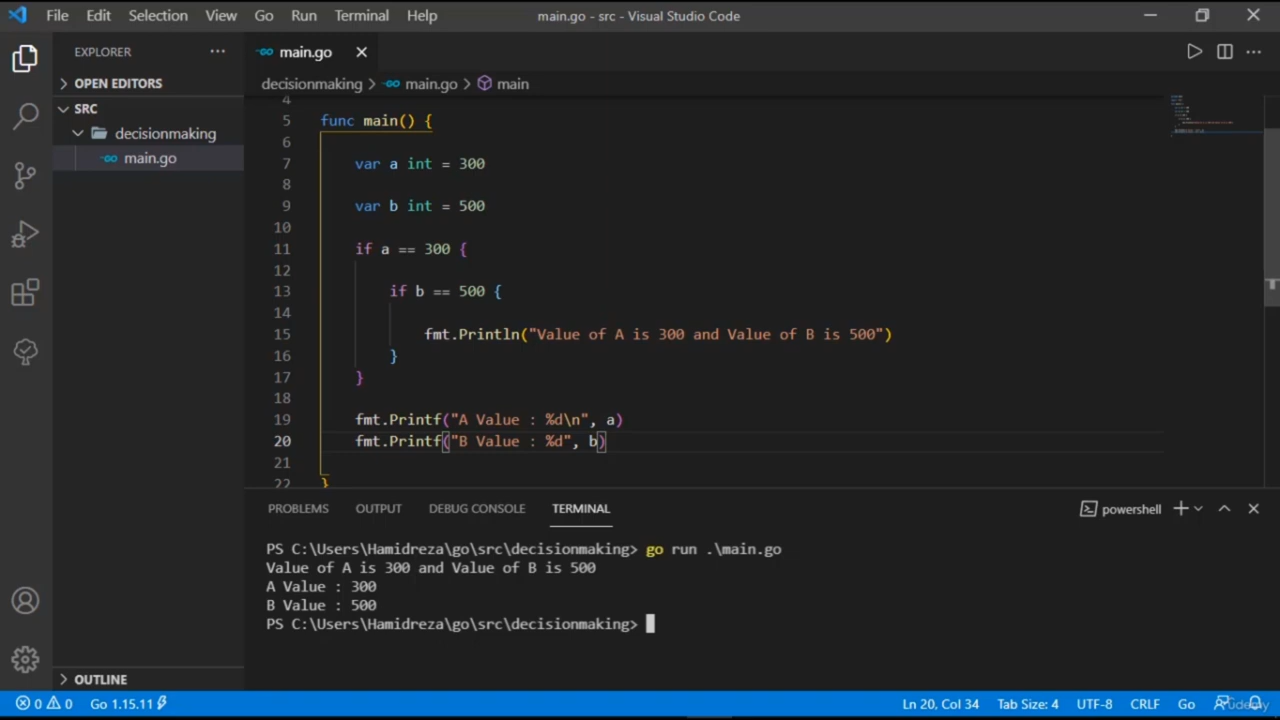 File Edit Selection View Go Run Terminal Help main.go - src - Visual Studio Code
EXPLORER ··· main.go
OPEN EDITORS decisionmaking > main.go > main
SRC
decisionmaking
main.go
4
5 func main() {
6
7 var a int = 300
8
9 var b int = 500
10
11 if a == 300 {
12
13 if b == 500 {
14
15 fmt.Println("Value of A is 300 and Value of B is 500")
16 }
17 }
18
19 fmt.Printf("A Value : %d\n", a)
20 fmt.Printf("B Value : %d", b)
21
22 }
PROBLEMS OUTPUT DEBUG CONSOLE TERMINAL powershell
PS C:\Users\Hamidreza\go\src\decisionmaking> go run .\main.go
Value of A is 300 and Value of B is 500
A Value : 300
B Value : 500
PS C:\Users\Hamidreza\go\src\decisionmaking>
OUTLINE
0 0 Go 1.15.11 Ln 20, Col 34 Tab Size: 4 UTF-8 CRLF Go